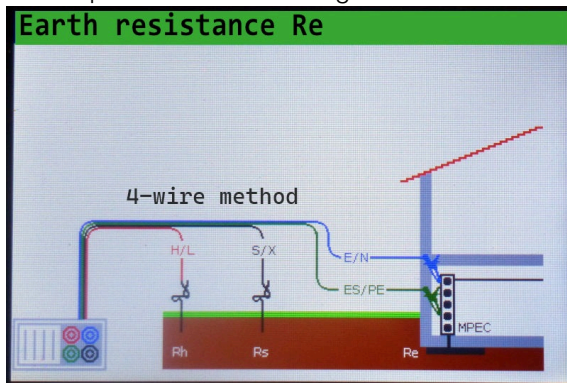 Earth resistance Re
4-wire method
H/L
S/X
E/N
ES/PE
MPEC
Rh
Rs
Re